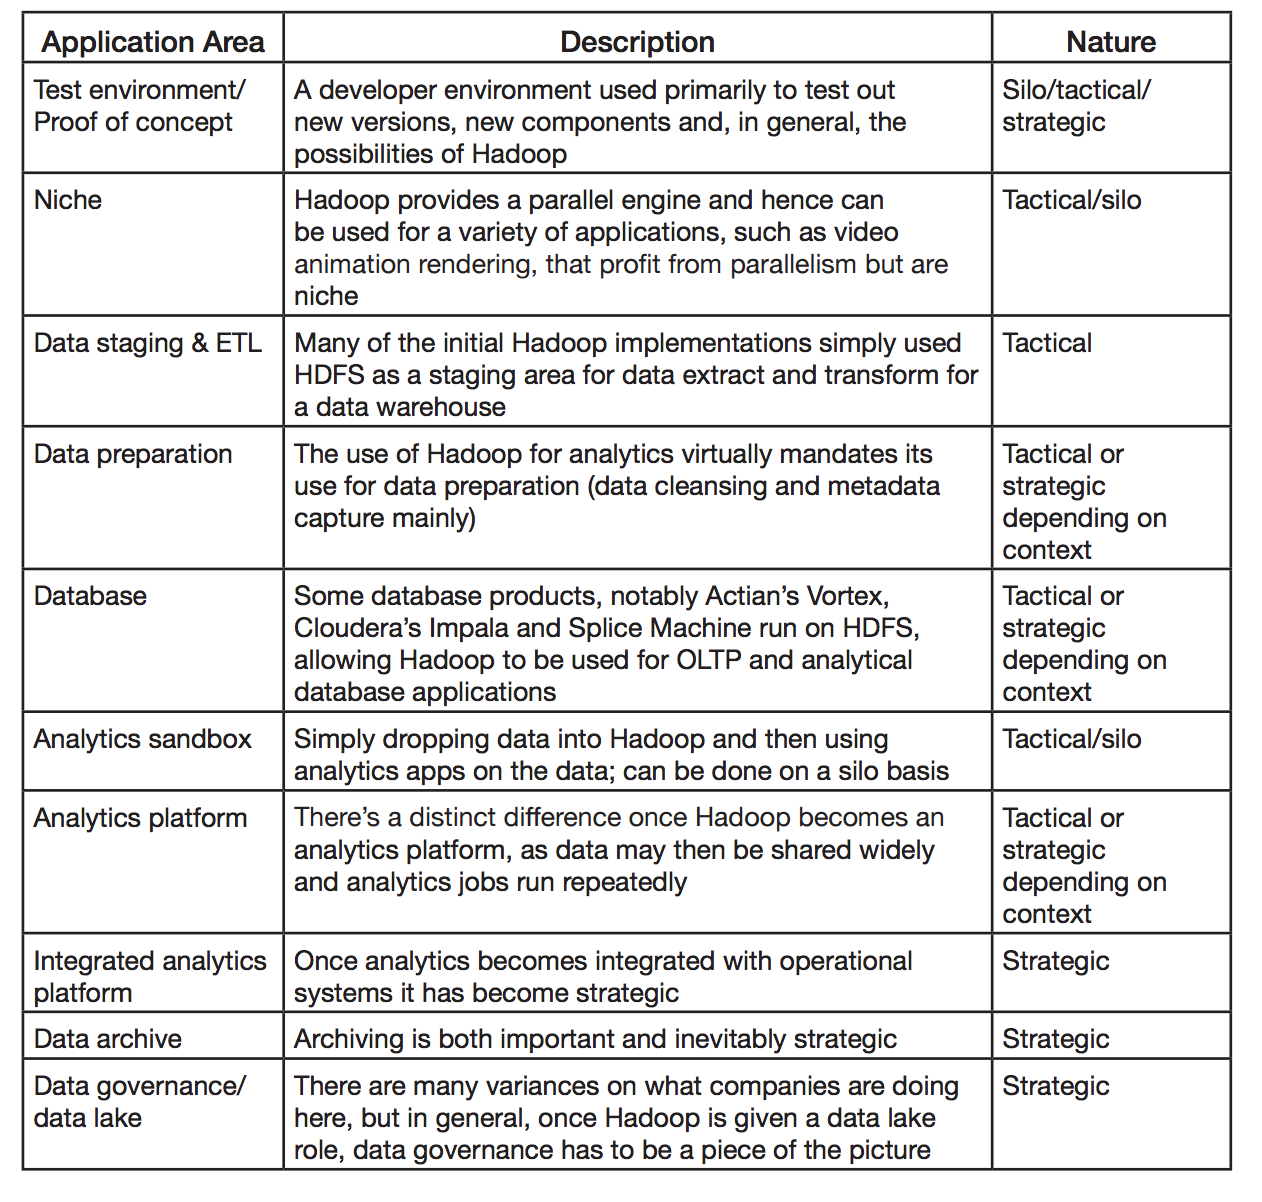 Application Area
Description
Nature
Test environment/
Proof of concept
A developer environment used primarily to test out
new versions, new components and, in general, the
possibilities of Hadoop
Silo/tactical/
strategic
Niche
Hadoop provides a parallel engine and hence can
be used for a variety of applications, such as video
animation rendering, that profit from parallelism but are
niche
Tactical/silo
Data staging & ETL
Many of the initial Hadoop implementations simply used
HDFS as a staging area for data extract and transform for
a data warehouse
Tactical
Data preparation
The use of Hadoop for analytics virtually mandates its
use for data preparation (data cleansing and metadata
capture mainly)
Tactical or
strategic
depending on
context
Database
Some database products, notably Actian’s Vortex,
Cloudera’s Impala and Splice Machine run on HDFS,
allowing Hadoop to be used for OLTP and analytical
database applications
Tactical or
strategic
depending on
context
Analytics sandbox
Simply dropping data into Hadoop and then using
analytics apps on the data; can be done on a silo basis
Tactical/silo
Analytics platform
There’s a distinct difference once Hadoop becomes an
analytics platform, as data may then be shared widely
and analytics jobs run repeatedly
Tactical or
strategic
depending on
context
Integrated analytics
platform
Once analytics becomes integrated with operational
systems it has become strategic
Strategic
Data archive
Archiving is both important and inevitably strategic
Strategic
Data governance/
data lake
There are many variances on what companies are doing
here, but in general, once Hadoop is given a data lake
role, data governance has to be a piece of the picture
Strategic